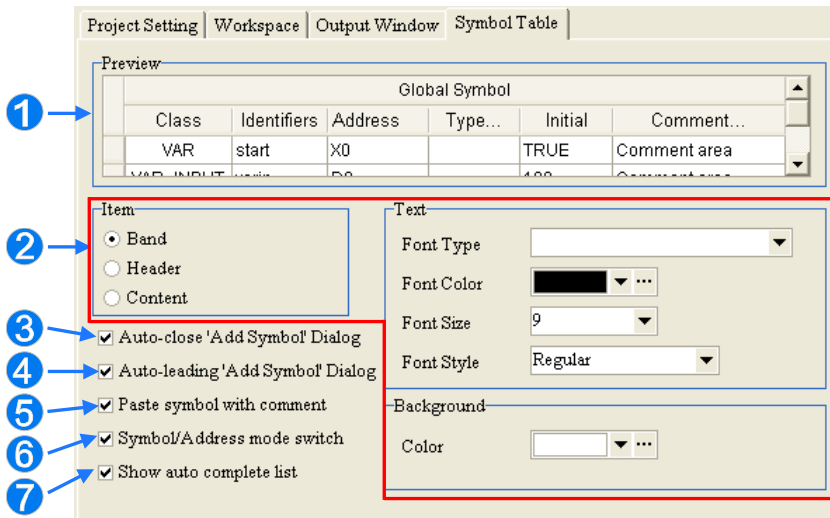 Project Setting Workspace Output Window Symbol Table
Preview
Global Symbol
Class Identifiers Address Type... Initial Comment...
VAR start X0 TRUE Comment area
1
Item
Band
Header
Content
2
Text
Font Type
Font Color
Font Size 9
Font Style Regular
3 Auto-close 'Add Symbol' Dialog
4 Auto-leading 'Add Symbol' Dialog
5 Paste symbol with comment
6 Symbol/Address mode switch
7 Show auto complete list
Background
Color